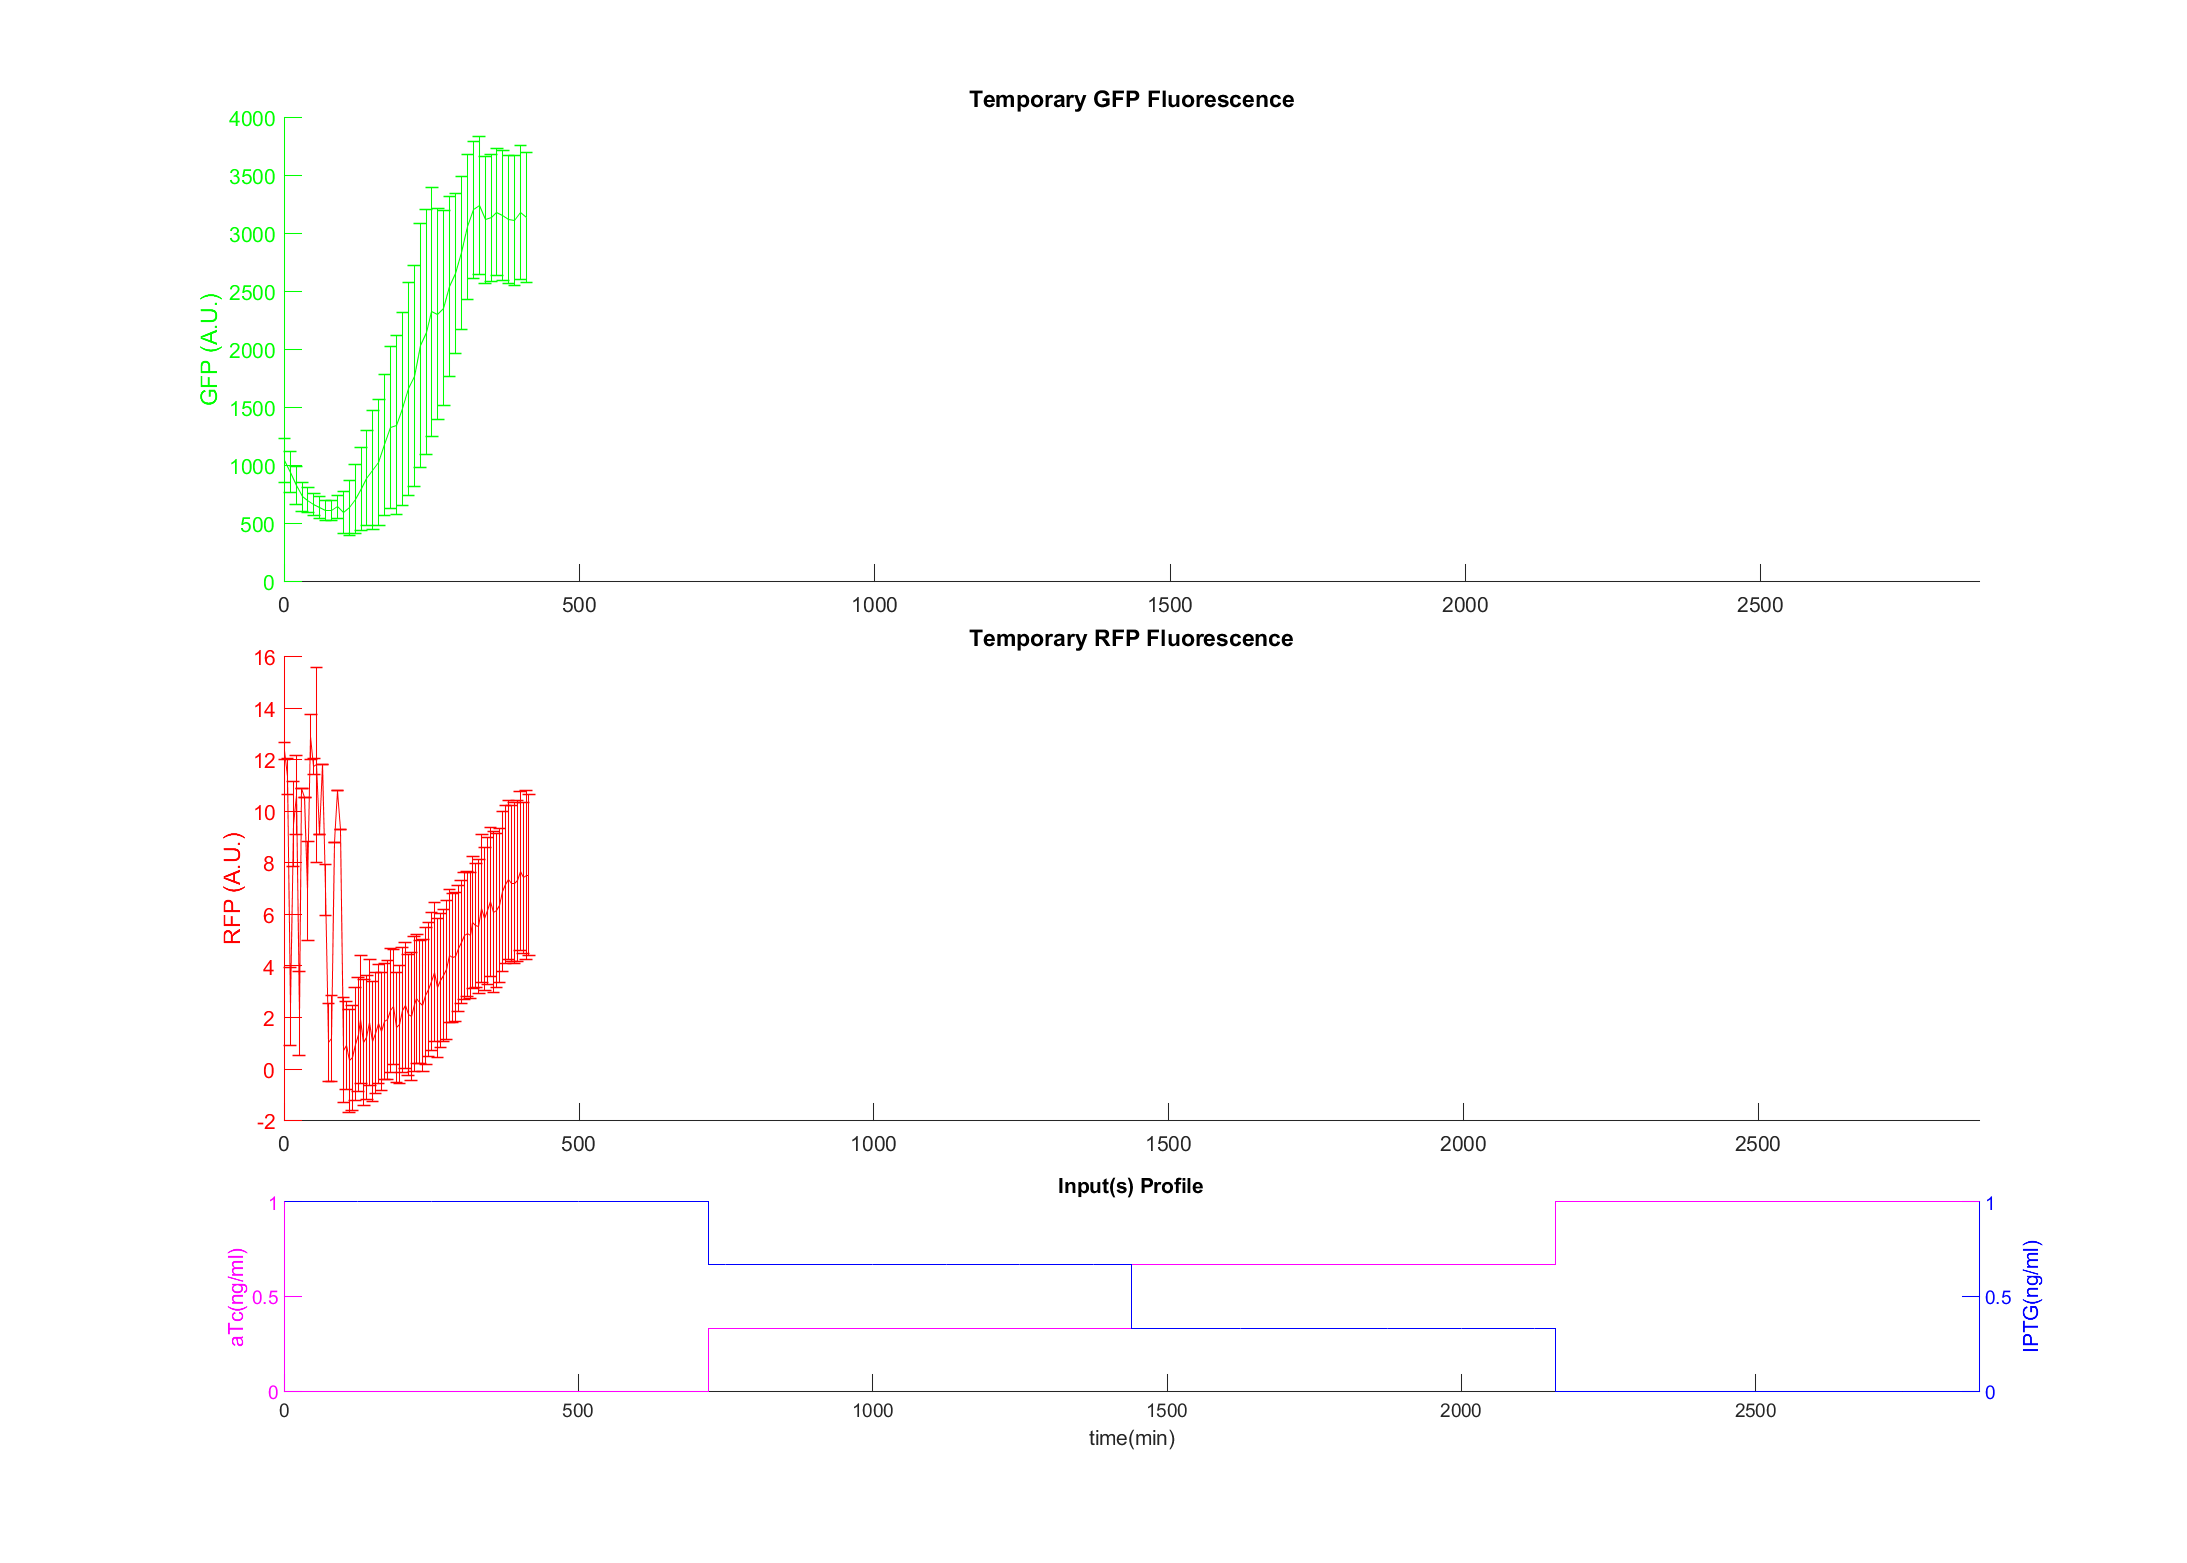 Temporary GFP Fluorescence
4000
3500
3000
2500
2000
1500
1000
500
0
GFP (A.U.)
0 500 1000 1500 2000 2500
Temporary RFP Fluorescence
16
14
12
10
8
6
4
2
0
-2
RFP (A.U.)
0 500 1000 1500 2000 2500
Input(s) Profile
1
0.5
0
aTc(ng/ml)
1
0.5
0
IPTG(ng/ml)
0 500 1000 1500 2000 2500
time(min)